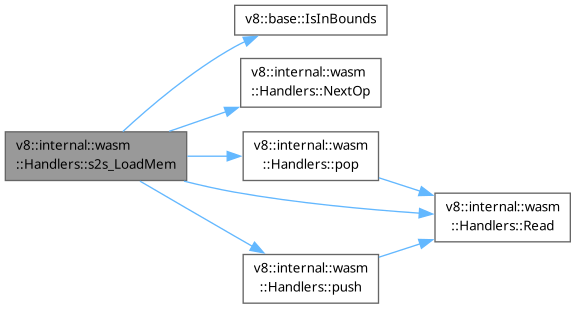 v8::base::IsInBounds
v8::internal::wasm
::Handlers::NextOp
v8::internal::wasm
::Handlers::s2s_LoadMem
v8::internal::wasm
::Handlers::pop
v8::internal::wasm
::Handlers::Read
v8::internal::wasm
::Handlers::push